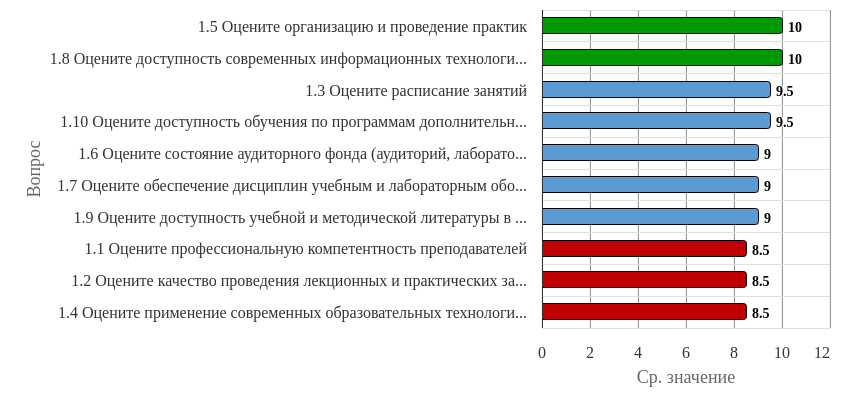 1.5 Оцените организацию и проведение практик 10
1.8 Оцените доступность современных информационных технологи... 10
1.3 Оцените расписание занятий 9.5
1.10 Оцените доступность обучения по программам дополнительн... 9.5
1.6 Оцените состояние аудиторного фонда (аудиторий, лаборато... 9
1.7 Оцените обеспечение дисциплин учебным и лабораторным обо... 9
1.9 Оцените доступность учебной и методической литературы в ... 9
1.1 Оцените профессиональную компетентность преподавателей 8.5
1.2 Оцените качество проведения лекционных и практических за... 8.5
1.4 Оцените применение современных образовательных технологи... 8.5
Вопрос
0 2 4 6 8 10 12
Ср. значение